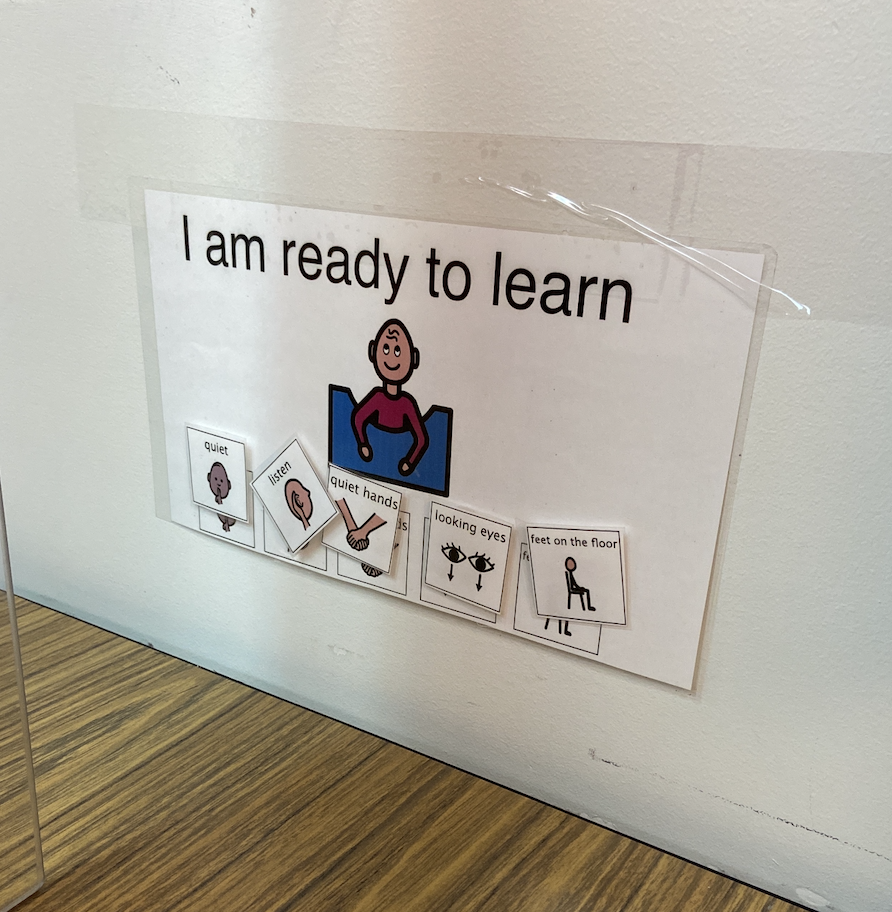 I am ready to learn
quiet
listen
quiet hands
looking eyes
feet on the floor